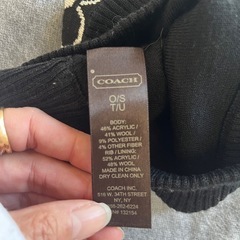 COACH
O/S
T/U
BODY:
46% ACRYLIC /
41% WOOL /
9% POLYESTER /
4% OTHER FIBER
RIB / LINING:
52% ACRYLIC /
48% WOOL
MADE IN CHINA
DRY CLEAN ONLY
COACH INC.
516 W. 34TH STREET
NY, NY